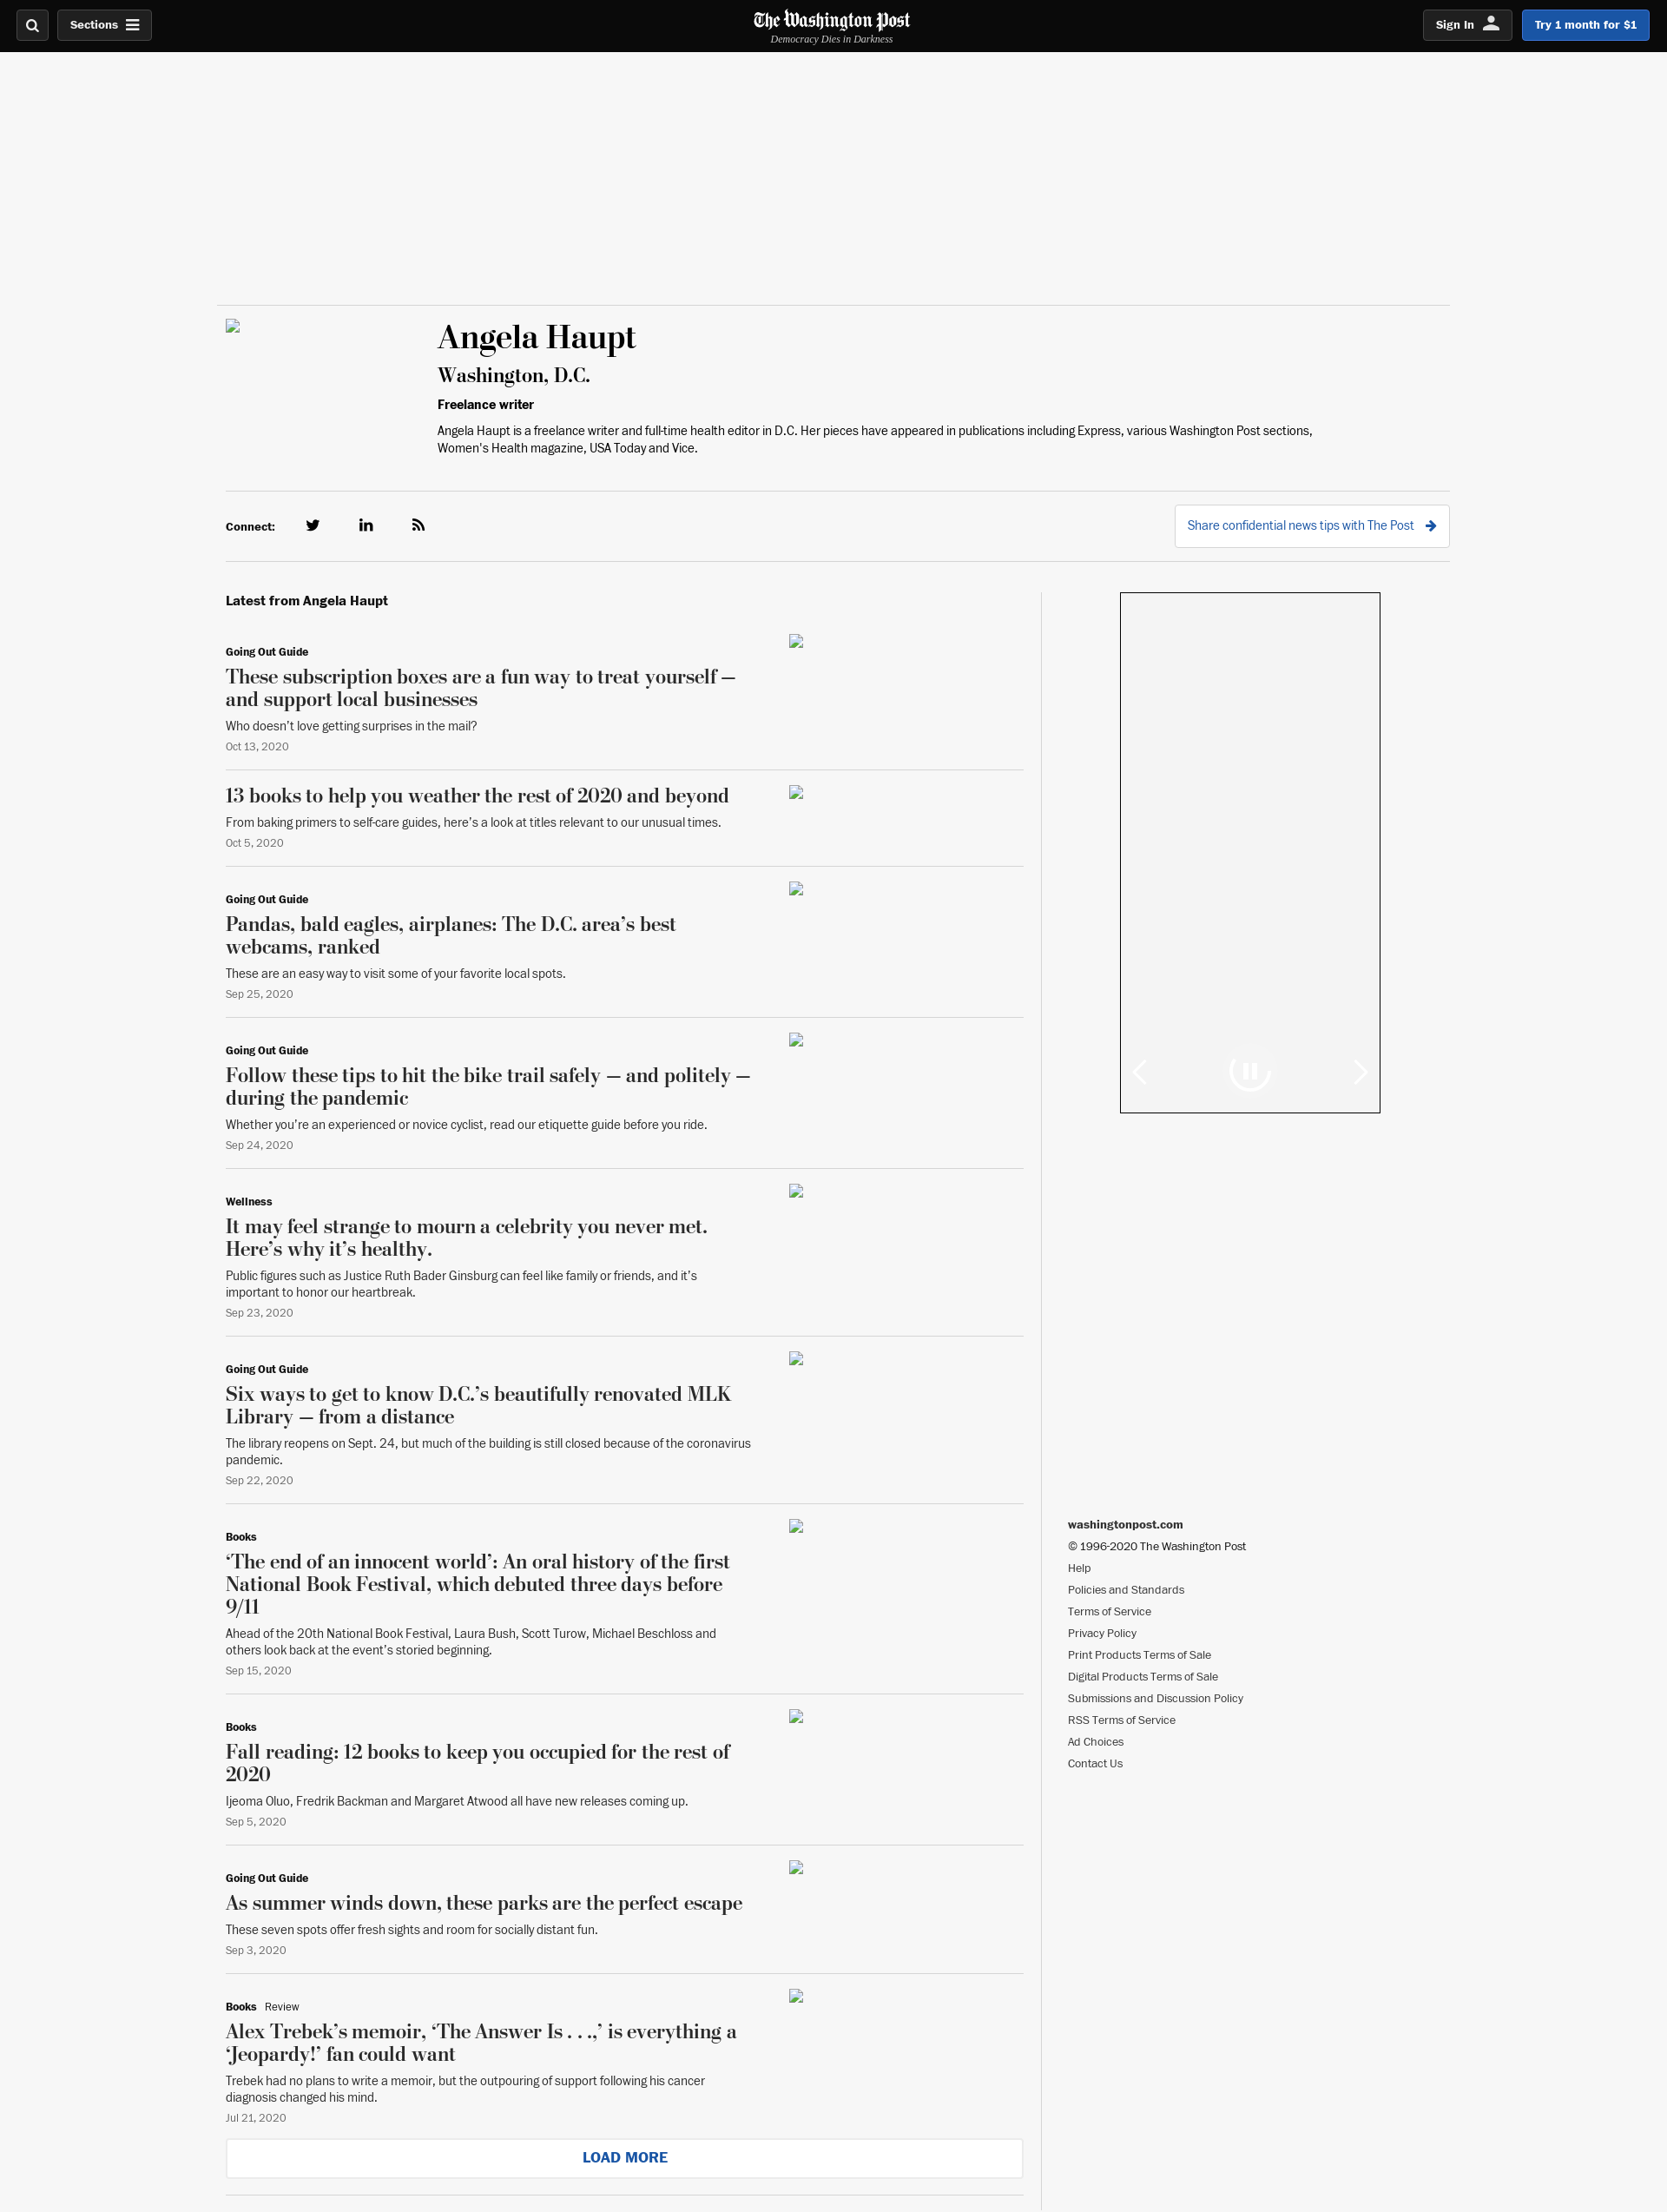 Sections
The Washington Post
Democracy Dies in Darkness
Sign In
Try 1 month for $1
Angela Haupt
Washington, D.C.
Freelance writer
Angela Haupt is a freelance writer and full-time health editor in D.C. Her pieces have appeared in publications including Express, various Washington Post sections,
Women's Health magazine, USA Today and Vice.
Connect:
Share confidential news tips with The Post
Latest from Angela Haupt
Going Out Guide
These subscription boxes are a fun way to treat yourself —
and support local businesses
Who doesn’t love getting surprises in the mail?
Oct 13, 2020
13 books to help you weather the rest of 2020 and beyond
From baking primers to self-care guides, here’s a look at titles relevant to our unusual times.
Oct 5, 2020
Going Out Guide
Pandas, bald eagles, airplanes: The D.C. area’s best
webcams, ranked
These are an easy way to visit some of your favorite local spots.
Sep 25, 2020
Going Out Guide
Follow these tips to hit the bike trail safely — and politely —
during the pandemic
Whether you’re an experienced or novice cyclist, read our etiquette guide before you ride.
Sep 24, 2020
Wellness
It may feel strange to mourn a celebrity you never met.
Here’s why it’s healthy.
Public figures such as Justice Ruth Bader Ginsburg can feel like family or friends, and it’s
important to honor our heartbreak.
Sep 23, 2020
Going Out Guide
Six ways to get to know D.C.’s beautifully renovated MLK
Library — from a distance
The library reopens on Sept. 24, but much of the building is still closed because of the coronavirus
pandemic.
Sep 22, 2020
Books
‘The end of an innocent world’: An oral history of the first
National Book Festival, which debuted three days before
9/11
Ahead of the 20th National Book Festival, Laura Bush, Scott Turow, Michael Beschloss and
others look back at the event’s storied beginning.
Sep 15, 2020
Books
Fall reading: 12 books to keep you occupied for the rest of
2020
Ijeoma Oluo, Fredrik Backman and Margaret Atwood all have new releases coming up.
Sep 5, 2020
Going Out Guide
As summer winds down, these parks are the perfect escape
These seven spots offer fresh sights and room for socially distant fun.
Sep 3, 2020
Books Review
Alex Trebek’s memoir, ‘The Answer Is . . .,’ is everything a
‘Jeopardy!’ fan could want
Trebek had no plans to write a memoir, but the outpouring of support following his cancer
diagnosis changed his mind.
Jul 21, 2020
LOAD MORE
washingtonpost.com
© 1996-2020 The Washington Post
Help
Policies and Standards
Terms of Service
Privacy Policy
Print Products Terms of Sale
Digital Products Terms of Sale
Submissions and Discussion Policy
RSS Terms of Service
Ad Choices
Contact Us